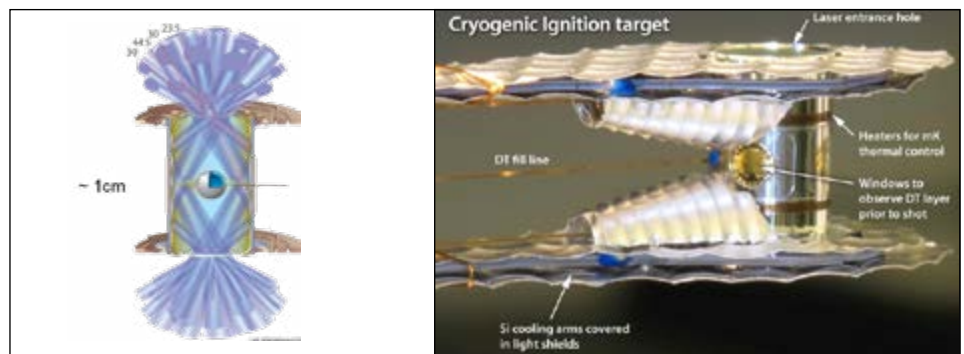 23.5
30
44.5
~ 1cm
Cryogenic Ignition target
Laser entrance hole
Heaters for mK
thermal control
DT fill line
Windows to
observe DT layer
prior to shot
Si cooling arms covered
in light shields